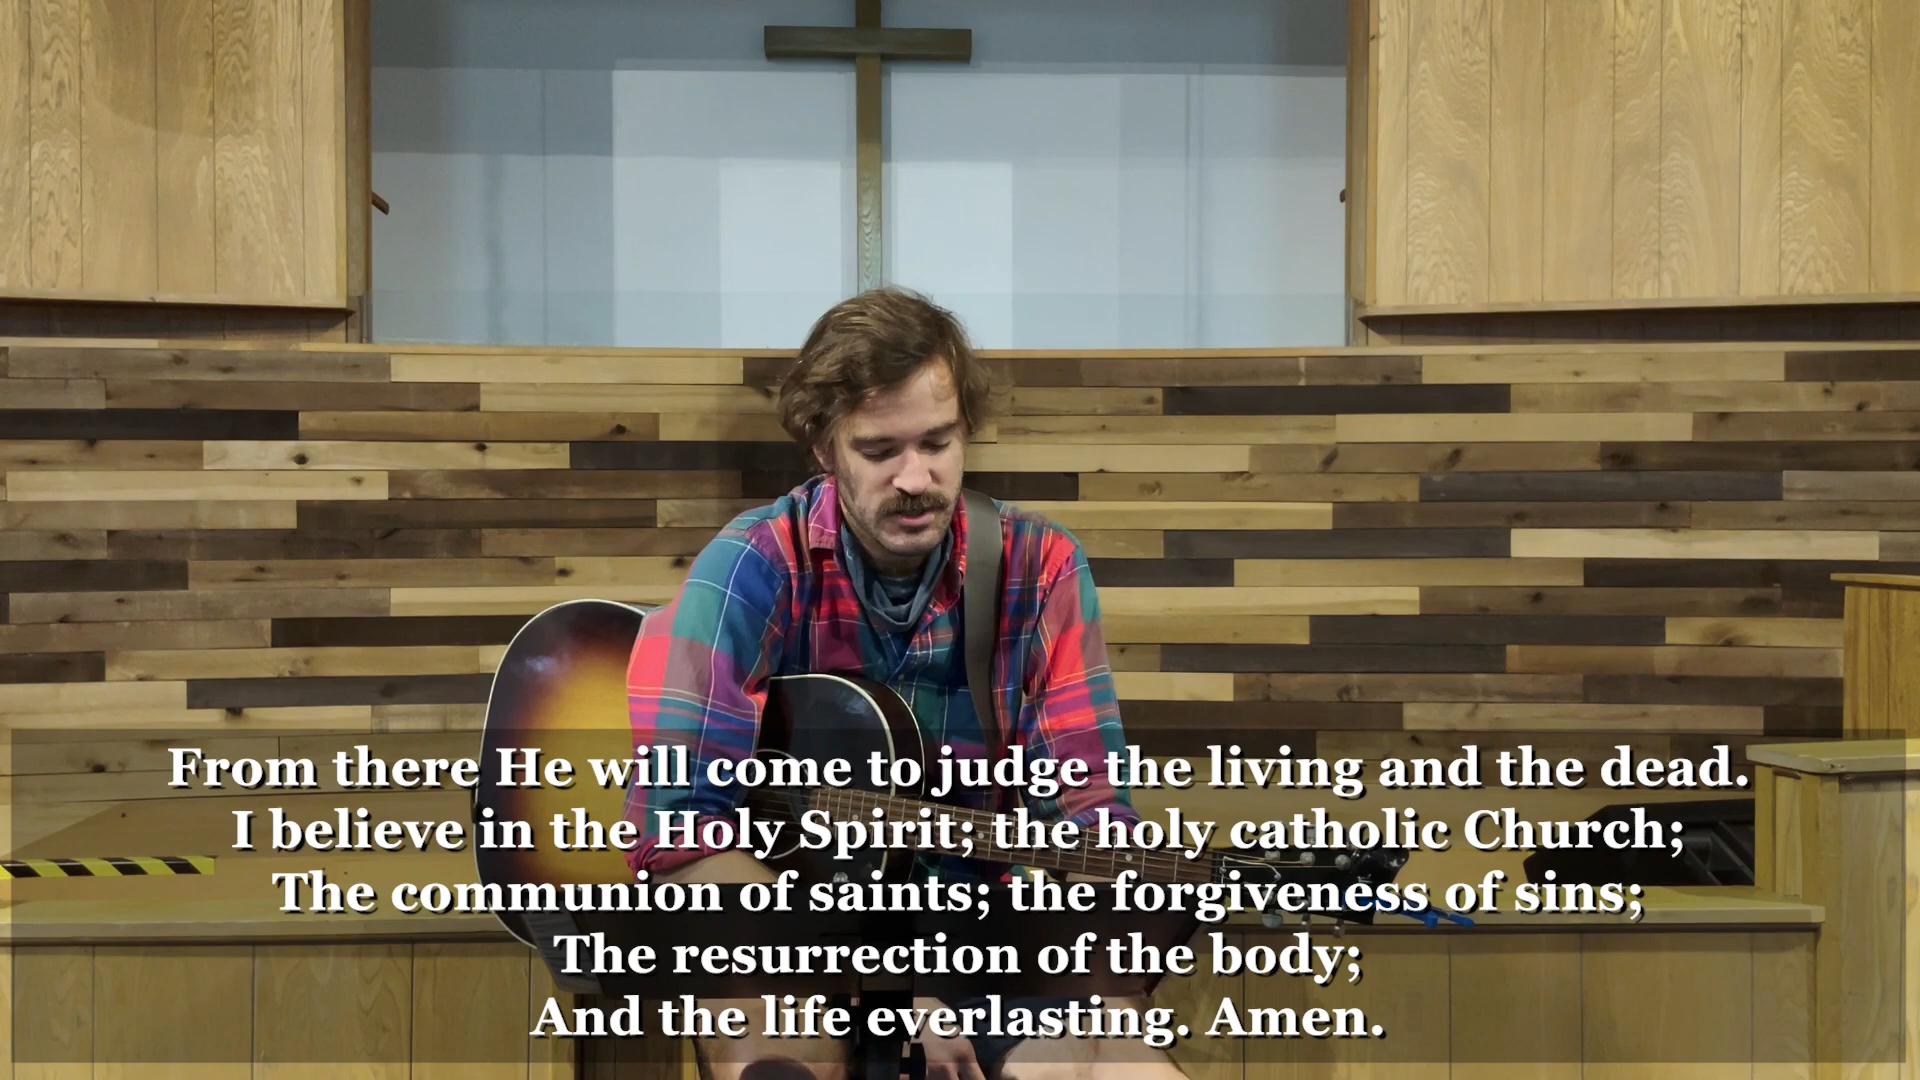 From there He will come to judge the living and the dead.
I believe in the Holy Spirit; the holy catholic Church;
The communion of saints; the forgiveness of sins;
The resurrection of the body;
And the life everlasting. Amen.